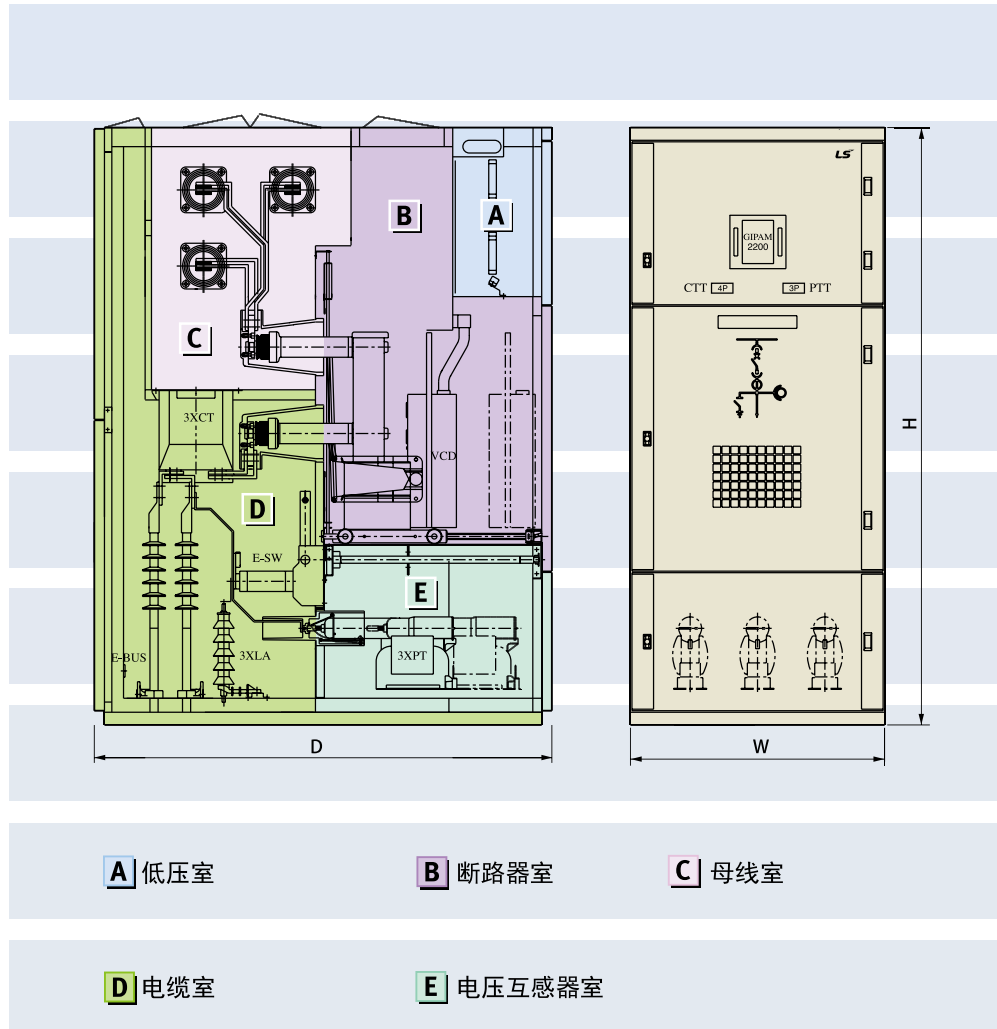 LS
B
A
GIPAM
2200
CTT 4P 3P PTT
C
3XCT
VCD
H
D
E-SW
E
E-BUS
3XLA
3XPT
D
W
A 低压室
B 断路器室
C 母线室
D 电缆室
E 电压互感器室